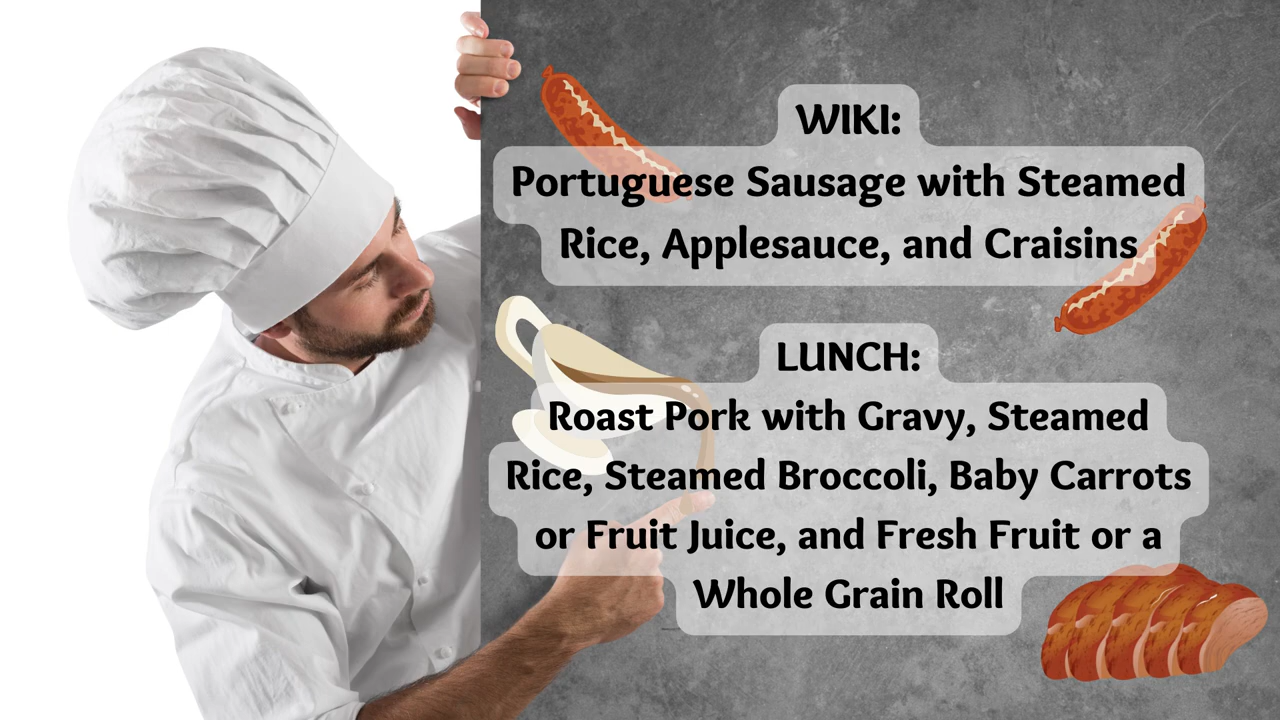 WIKI:
Portuguese Sausage with Steamed
Rice, Applesauce, and Craisins
LUNCH:
Roast Pork with Gravy, Steamed
Rice, Steamed Broccoli, Baby Carrots
or Fruit Juice, and Fresh Fruit or a
Whole Grain Roll